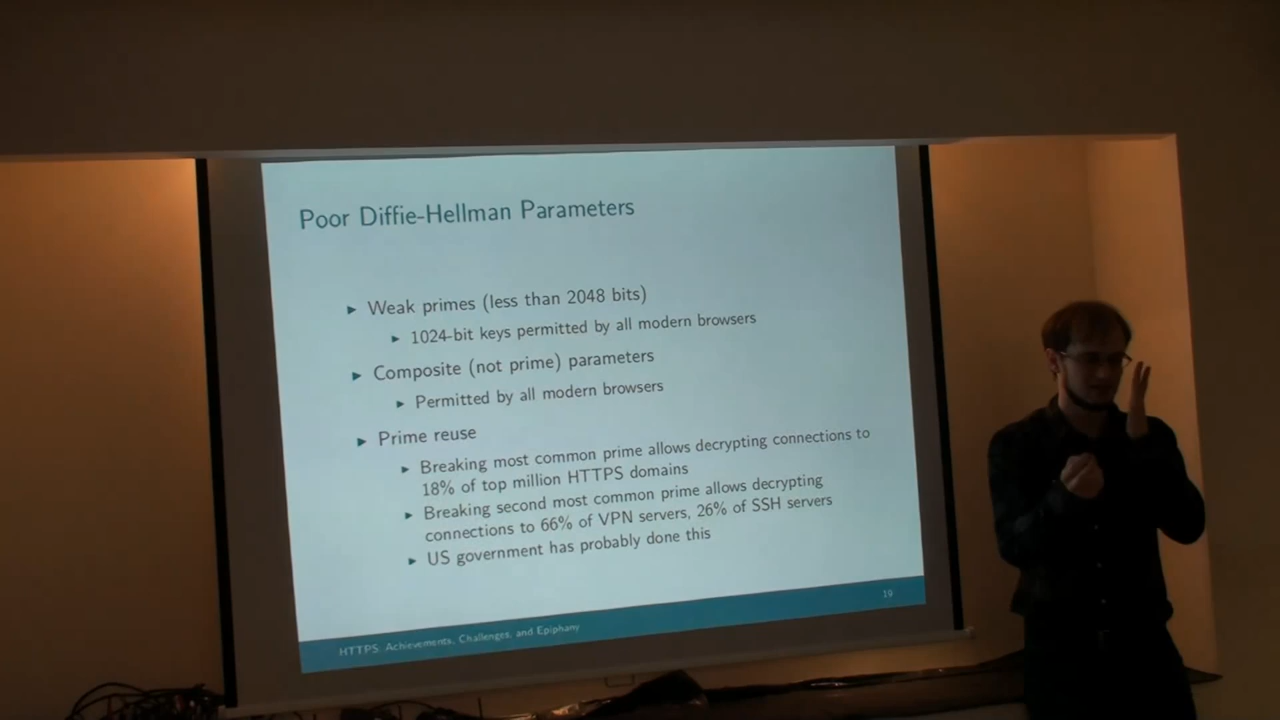 Poor Diffie-Hellman Parameters
Weak primes (less than 2048 bits)
1024-bit keys permitted by all modern browsers
Composite (not prime) parameters
Permitted by all modern browsers
Prime reuse
Breaking most common prime allows decrypting connections to
18% of top million HTTPS domains
Breaking second most common prime allows decrypting
connections to 66% of VPN servers, 26% of SSH servers
US government has probably done this
19
HTTPS: Achievements, Challenges, and Epiphany